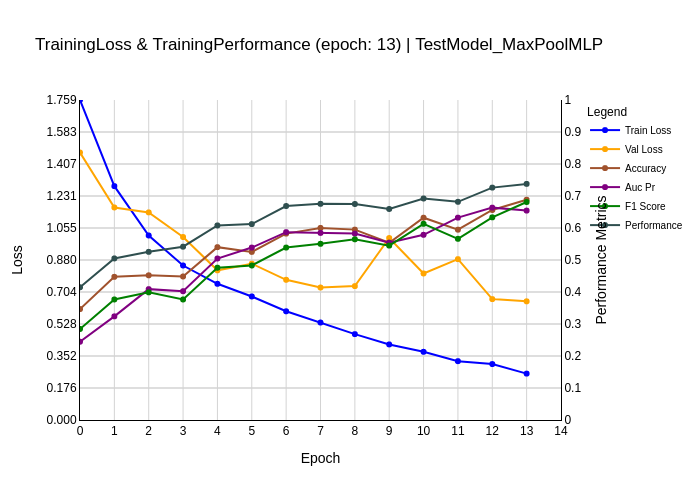 TrainingLoss & TrainingPerformance (epoch: 13) | TestModel_MaxPoolMLP
Legend
Train Loss
Val Loss
Accuracy
Auc Pr
F1 Score
Performance
Loss
1.759
1.583
1.407
1.231
1.055
0.880
0.704
0.528
0.352
0.176
0.000
1
0.9
0.8
0.7
0.6
0.5
0.4
0.3
0.2
0.1
0
Performance Metrics
0 1 2 3 4 5 6 7 8 9 10 11 12 13 14
Epoch